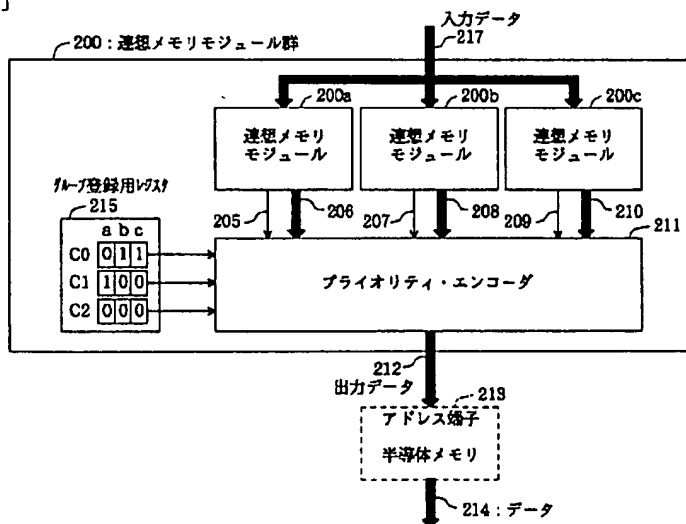 」
入力データ
217
200：連想メモリモジュール群
200a
200b
200c
連想メモリ
モジュール
連想メモリ
モジュール
連想メモリ
モジュール
グループ登録用レジスタ
215
205
206
207
208
209
210
211
a b c
C0 0 1 1
C1 1 0 0
C2 0 0 0
プライオリティ・エンコーダ
212
出力データ
213
アドレス端子
半導体メモリ
214：データ